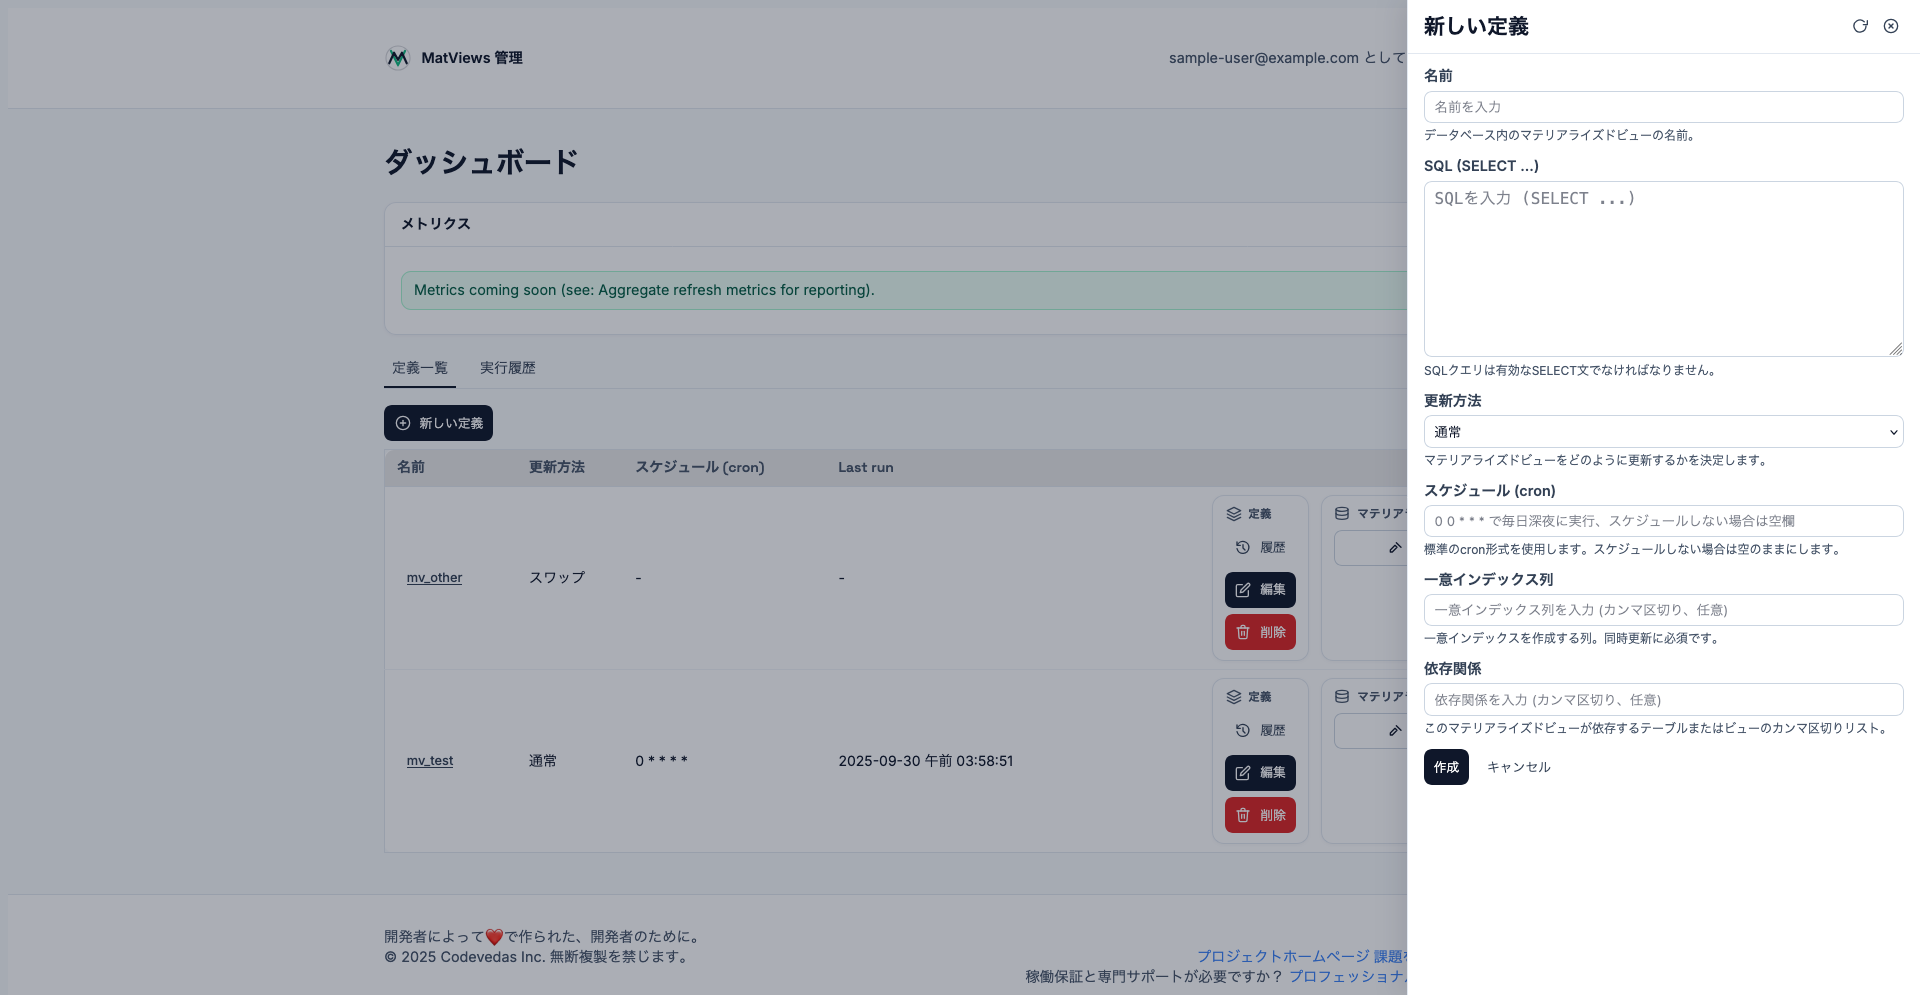 MatViews 管理
sample-user@example.com として
ダッシュボード
メトリクス
Metrics coming soon (see: Aggregate refresh metrics for reporting).
定義一覧 実行履歴
新しい定義
名前 更新方法 スケジュール (cron) Last run
mv_other スワップ - -
定義
履歴
編集
削除
マテリア
mv_test 通常 0 * * * * 2025-09-30 午前 03:58:51
定義
履歴
編集
削除
マテリア
開発者によって❤️で作られた、開発者のために。
© 2025 Codevedas Inc. 無断複製を禁じます。
プロジェクトホームページ 課題
稼働保証と専門サポートが必要ですか？ プロフェッショナ
新しい定義
名前
名前を入力
データベース内のマテリアライズドビューの名前。
SQL (SELECT ...)
SQLを入力 (SELECT ...)
SQLクエリは有効なSELECT文でなければなりません。
更新方法
通常
マテリアライズドビューをどのように更新するかを決定します。
スケジュール (cron)
0 0 * * * で毎日深夜に実行、スケジュールしない場合は空欄
標準のcron形式を使用します。スケジュールしない場合は空のままにします。
一意インデックス列
一意インデックス列を入力 (カンマ区切り、任意)
一意インデックスを作成する列。同時更新に必須です。
依存関係
依存関係を入力 (カンマ区切り、任意)
このマテリアライズドビューが依存するテーブルまたはビューのカンマ区切りリスト。
作成 キャンセル